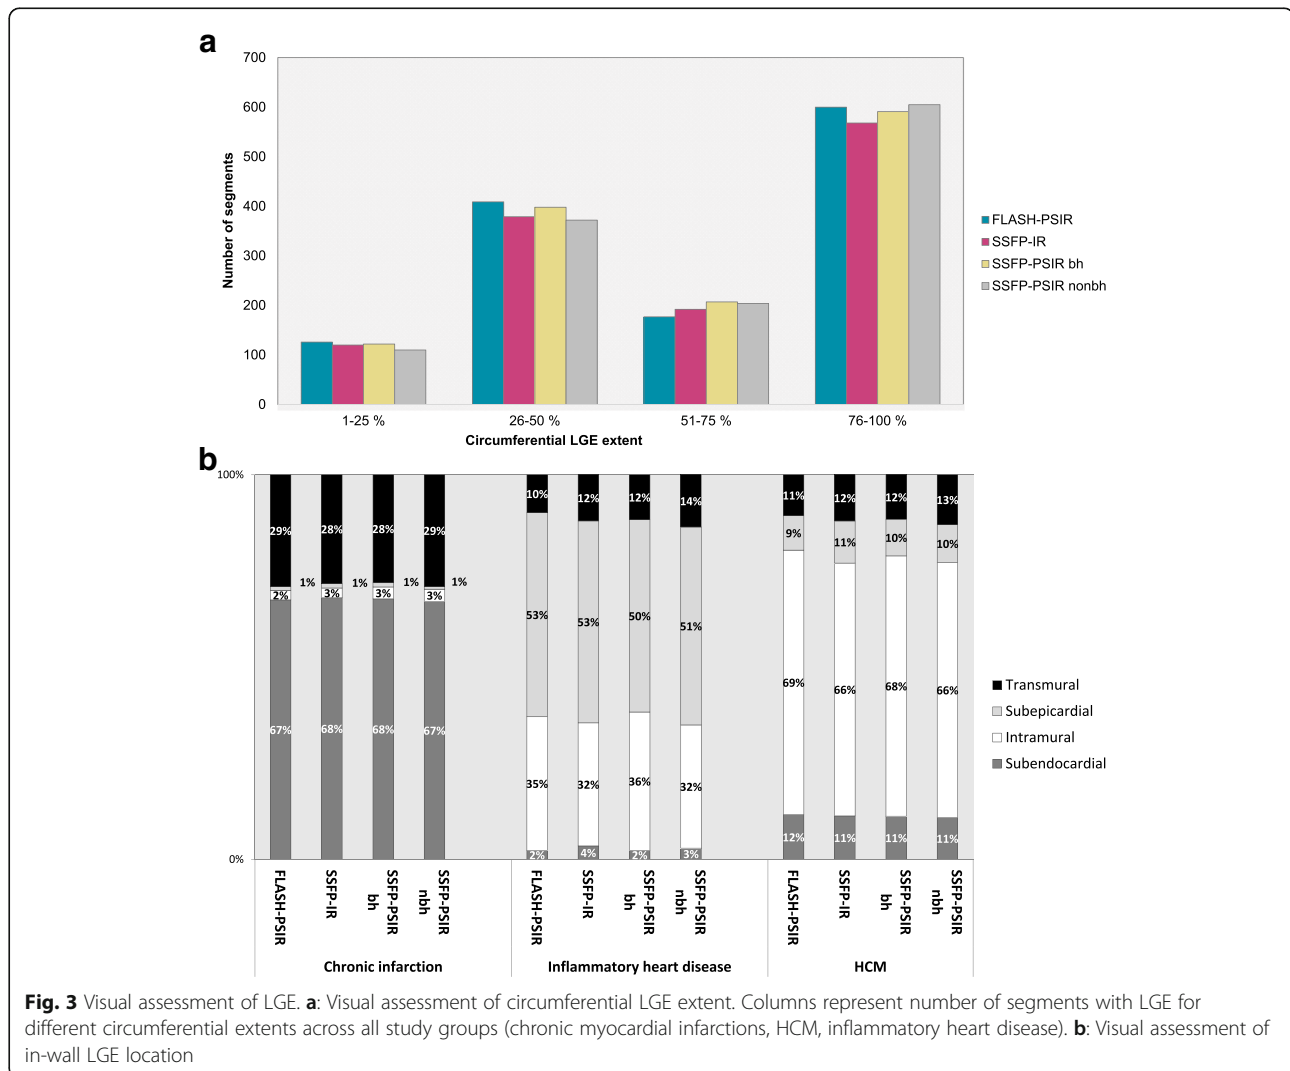 a
700
600
500
400
300
200
100
0
Number of segments
1-25 %
26-50 %
51-75 %
76-100 %
Circumferential LGE extent
FLASH-PSIR
SSFP-IR
SSFP-PSIR bh
SSFP-PSIR nonbh
b
100%
0%
29% 28% 28% 29%
1% 1% 1% 1%
2% 3% 3% 3%
67% 68% 68% 67%
10% 12% 12% 14%
53% 53% 50% 51%
35% 32% 36% 32%
2% 4% 2% 3%
11% 12% 12% 13%
9% 11% 10% 10%
69% 66% 68% 66%
12% 11% 11% 11%
Transmural
Subepicardial
Intramural
Subendocardial
FLASH-PSIR
SSFP-IR
SSFP-PSIR
bh
SSFP-PSIR
nbh
FLASH-PSIR
SSFP-IR
SSFP-PSIR
bh
SSFP-PSIR
nbh
FLASH-PSIR
SSFP-IR
SSFP-PSIR
bh
SSFP-PSIR
nbh
Chronic infarction
Inflammatory heart disease
HCM
Fig. 3 Visual assessment of LGE. a: Visual assessment of circumferential LGE extent. Columns represent number of segments with LGE for
different circumferential extents across all study groups (chronic myocardial infarctions, HCM, inflammatory heart disease). b: Visual assessment of
in-wall LGE location